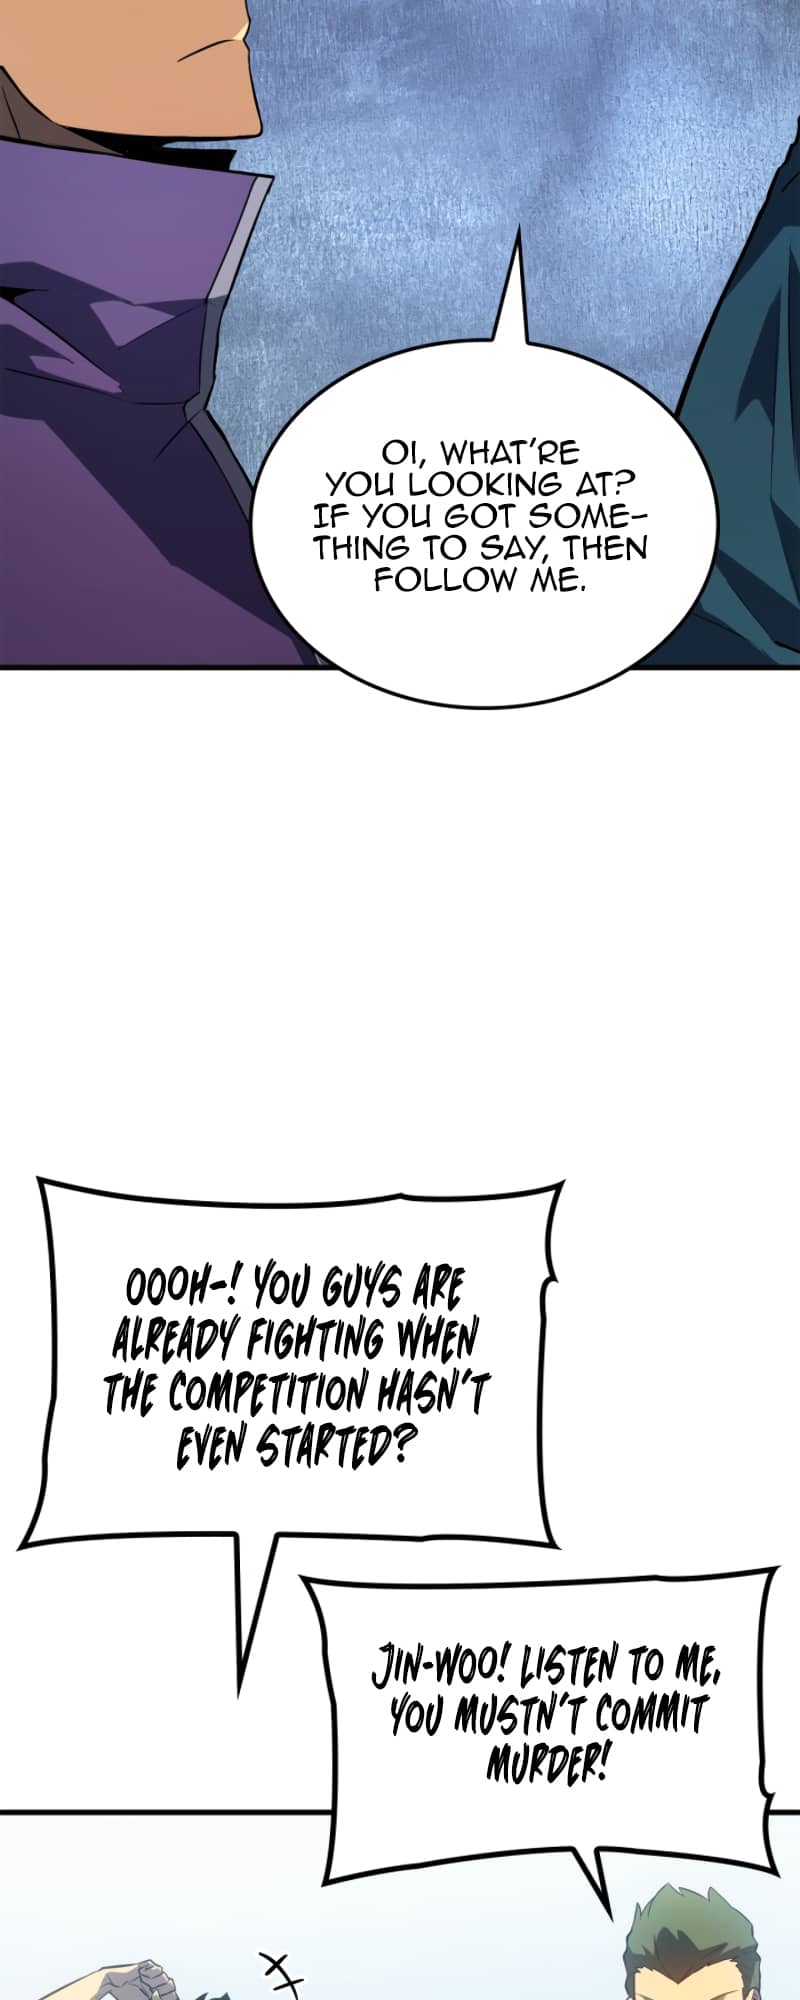 OI, WHAT'RE
YOU LOOKING AT?
IF YOU GOT SOME-
THING TO SAY, THEN
FOLLOW ME.
OOOH-! YOU GUYS ARE
ALREADY FIGHTING WHEN
THE COMPETITION HASN'T
EVEN STARTED?
JIN-WOO! LISTEN TO ME,
YOU MUSTN'T COMMIT
MURDER!